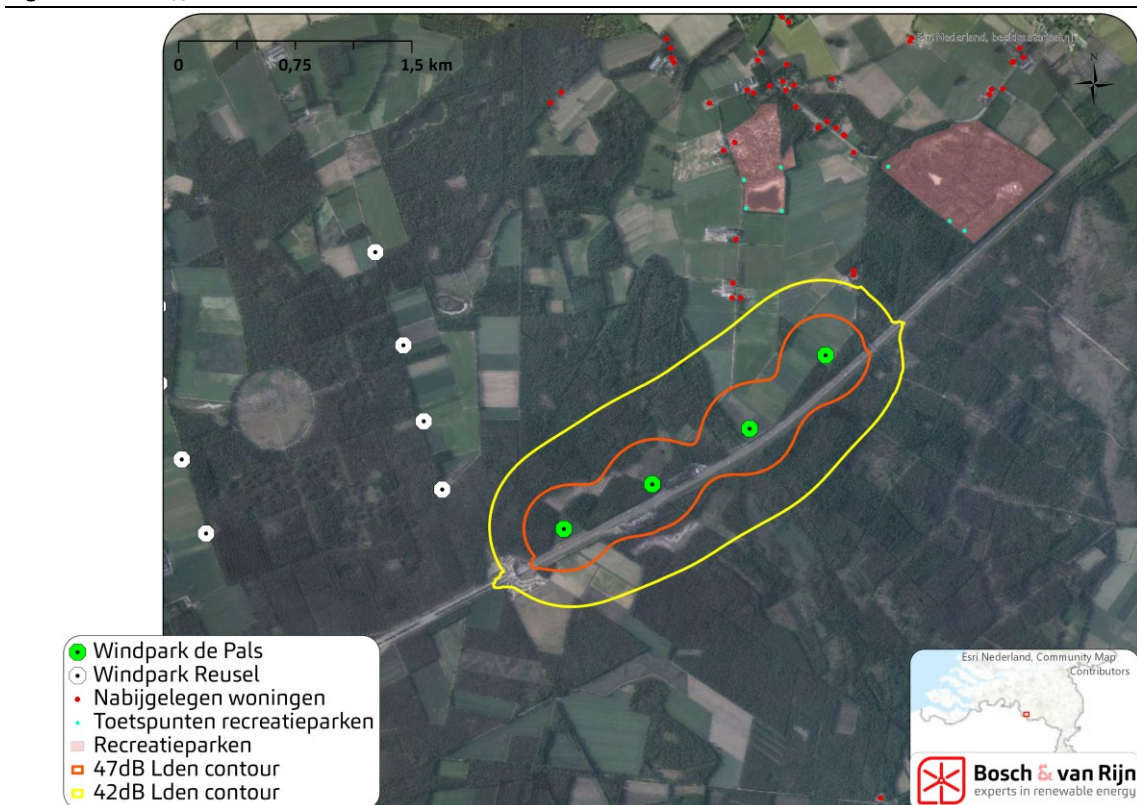 Esri Nederland, beeldmateriaal.nl
0 0,75 1,5 km
N
Windpark de Pals
Windpark Reusel
Nabijgelegen woningen
Toetspunten recreatieparken
Recreatieparken
47dB Lden contour
42dB Lden contour
Esri Nederland, Community Map
Contributors
Bosch & van Rijn
experts in renewable energy